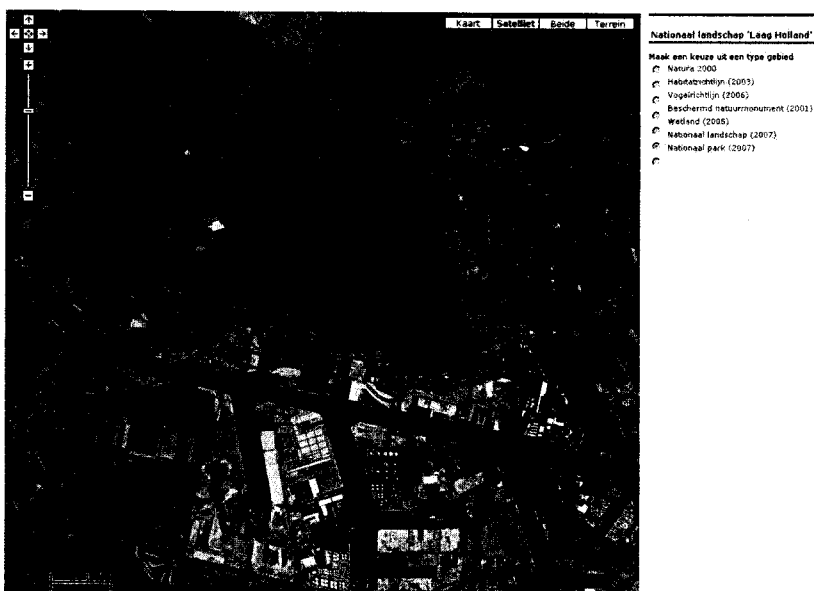 Kaart Satelliet Beide Terrein
Nationaal landschap 'Laag Holland'
Maak een keuze uit een type gebied
Natura 2000
Habitatrichtlijn (2003)
Vogelrichtlijn (2006)
Beschermd natuurmonument (2001)
Wetland (2005)
Nationaal landschap (2007)
Nationaal park (2007)